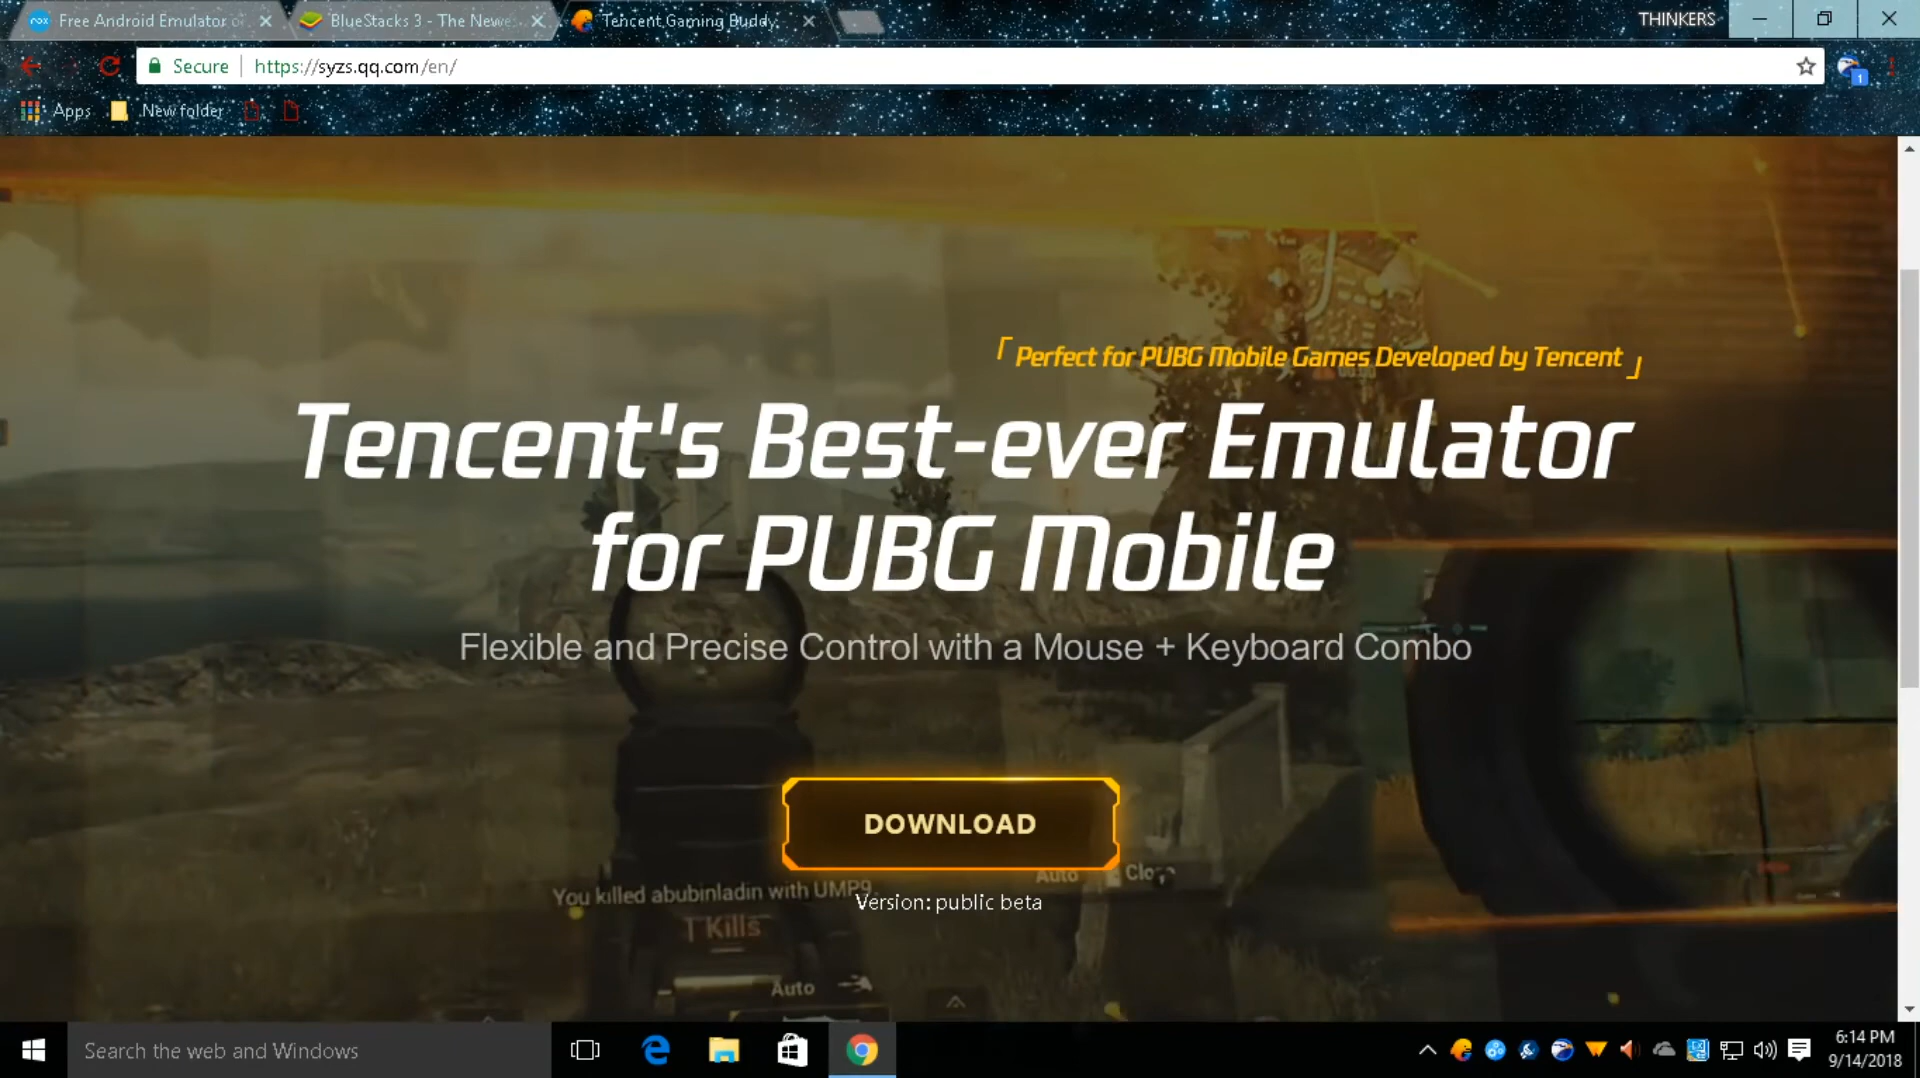 Free Android Emulator o
BlueStacks 3 - The Newes
Tencent Gaming Buddy
THINKERS
Secure
https://syzs.qq.com/en/
1
Apps
New folder
「Perfect for PUBG Mobile Games Developed by Tencent」
Tencent's Best-ever Emulator
for PUBG Mobile
Flexible and Precise Control with a Mouse + Keyboard Combo
DOWNLOAD
Auto
You killed abubinladin with UMP9
Version: public beta
1 Kills
Auto
Search the web and Windows
6:14 PM
9/14/2018